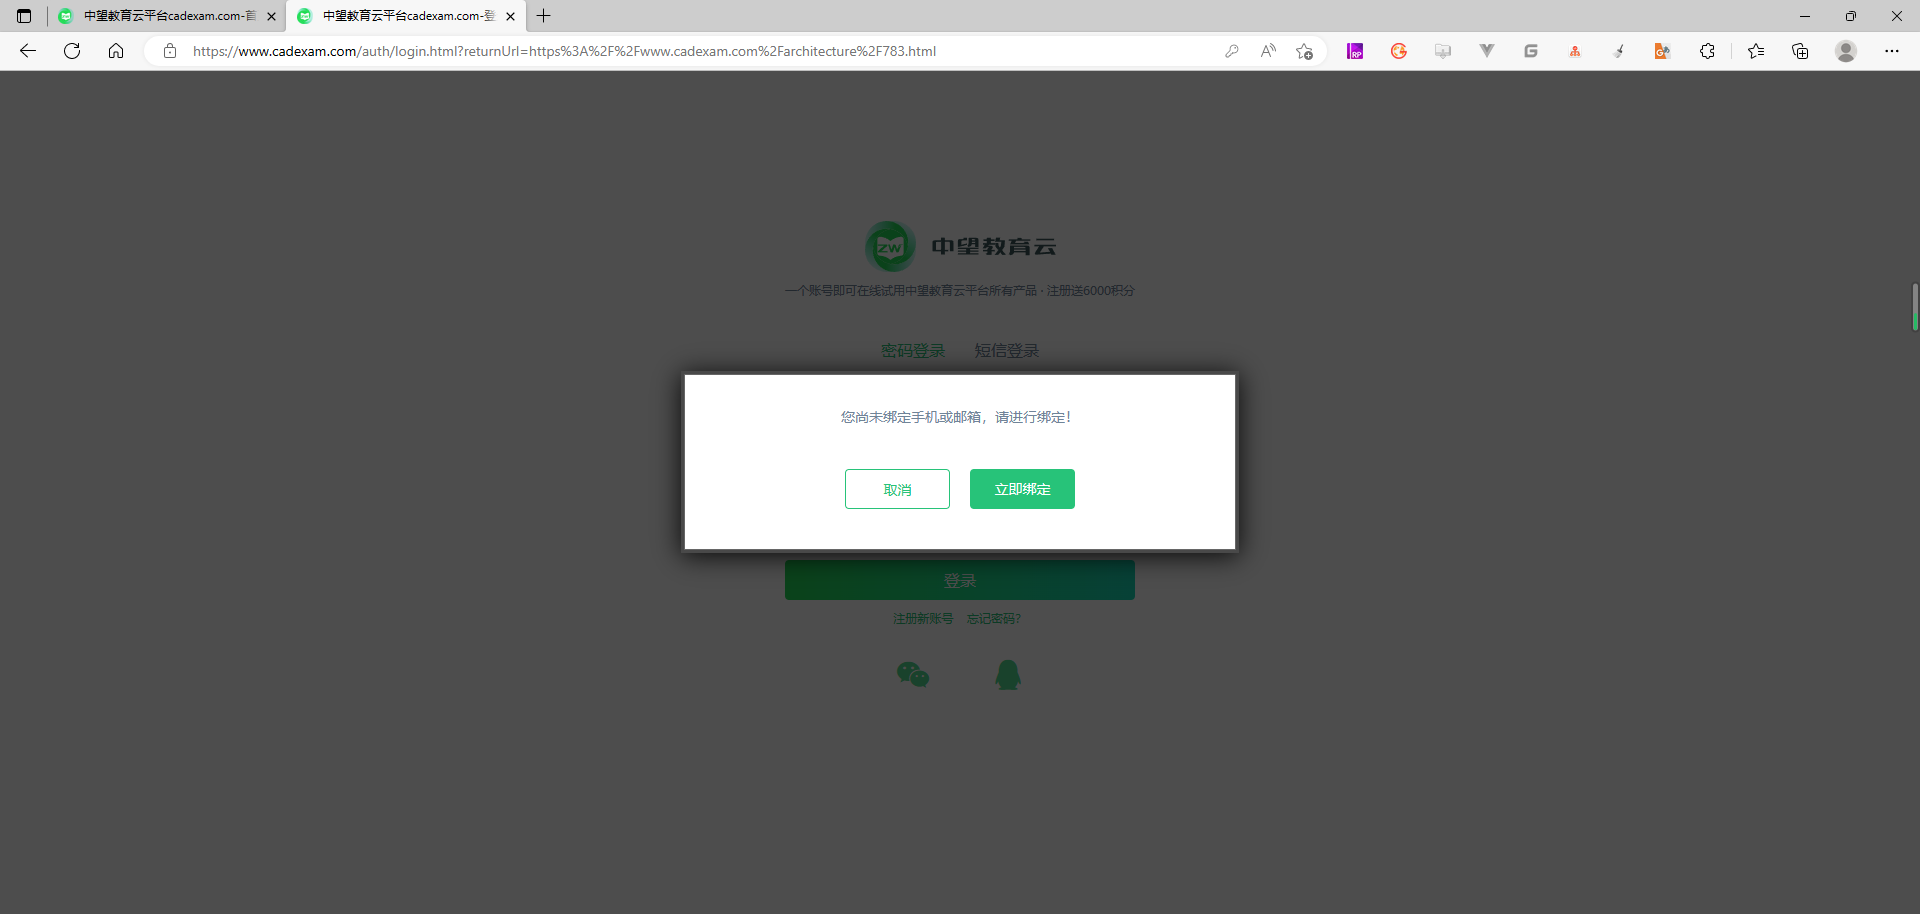 中望教育云平台cadexam.com-首
中望教育云平台cadexam.com-登
https://www.cadexam.com/auth/login.html?returnUrl=https%3A%2F%2Fwww.cadexam.com%2Farchitecture%2F783.html
ZW 中望教育云
一个账号即可在线试用中望教育云平台所有产品 · 注册送6000积分
密码登录 短信登录
您尚未绑定手机或邮箱，请进行绑定！
取消 立即绑定
登录
注册新账号 忘记密码?